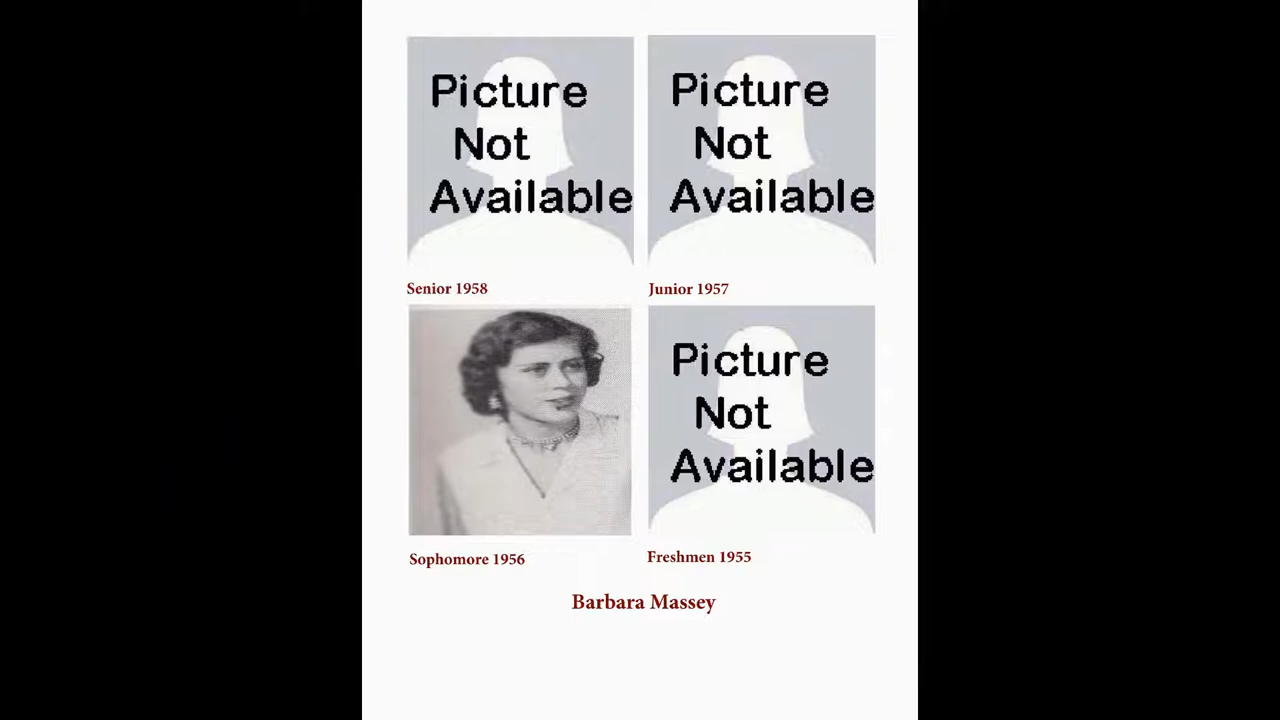 Picture
Not
Available
Picture
Not
Available
Senior 1958
Junior 1957
Picture
Not
Available
Sophomore 1956
Freshmen 1955
Barbara Massey